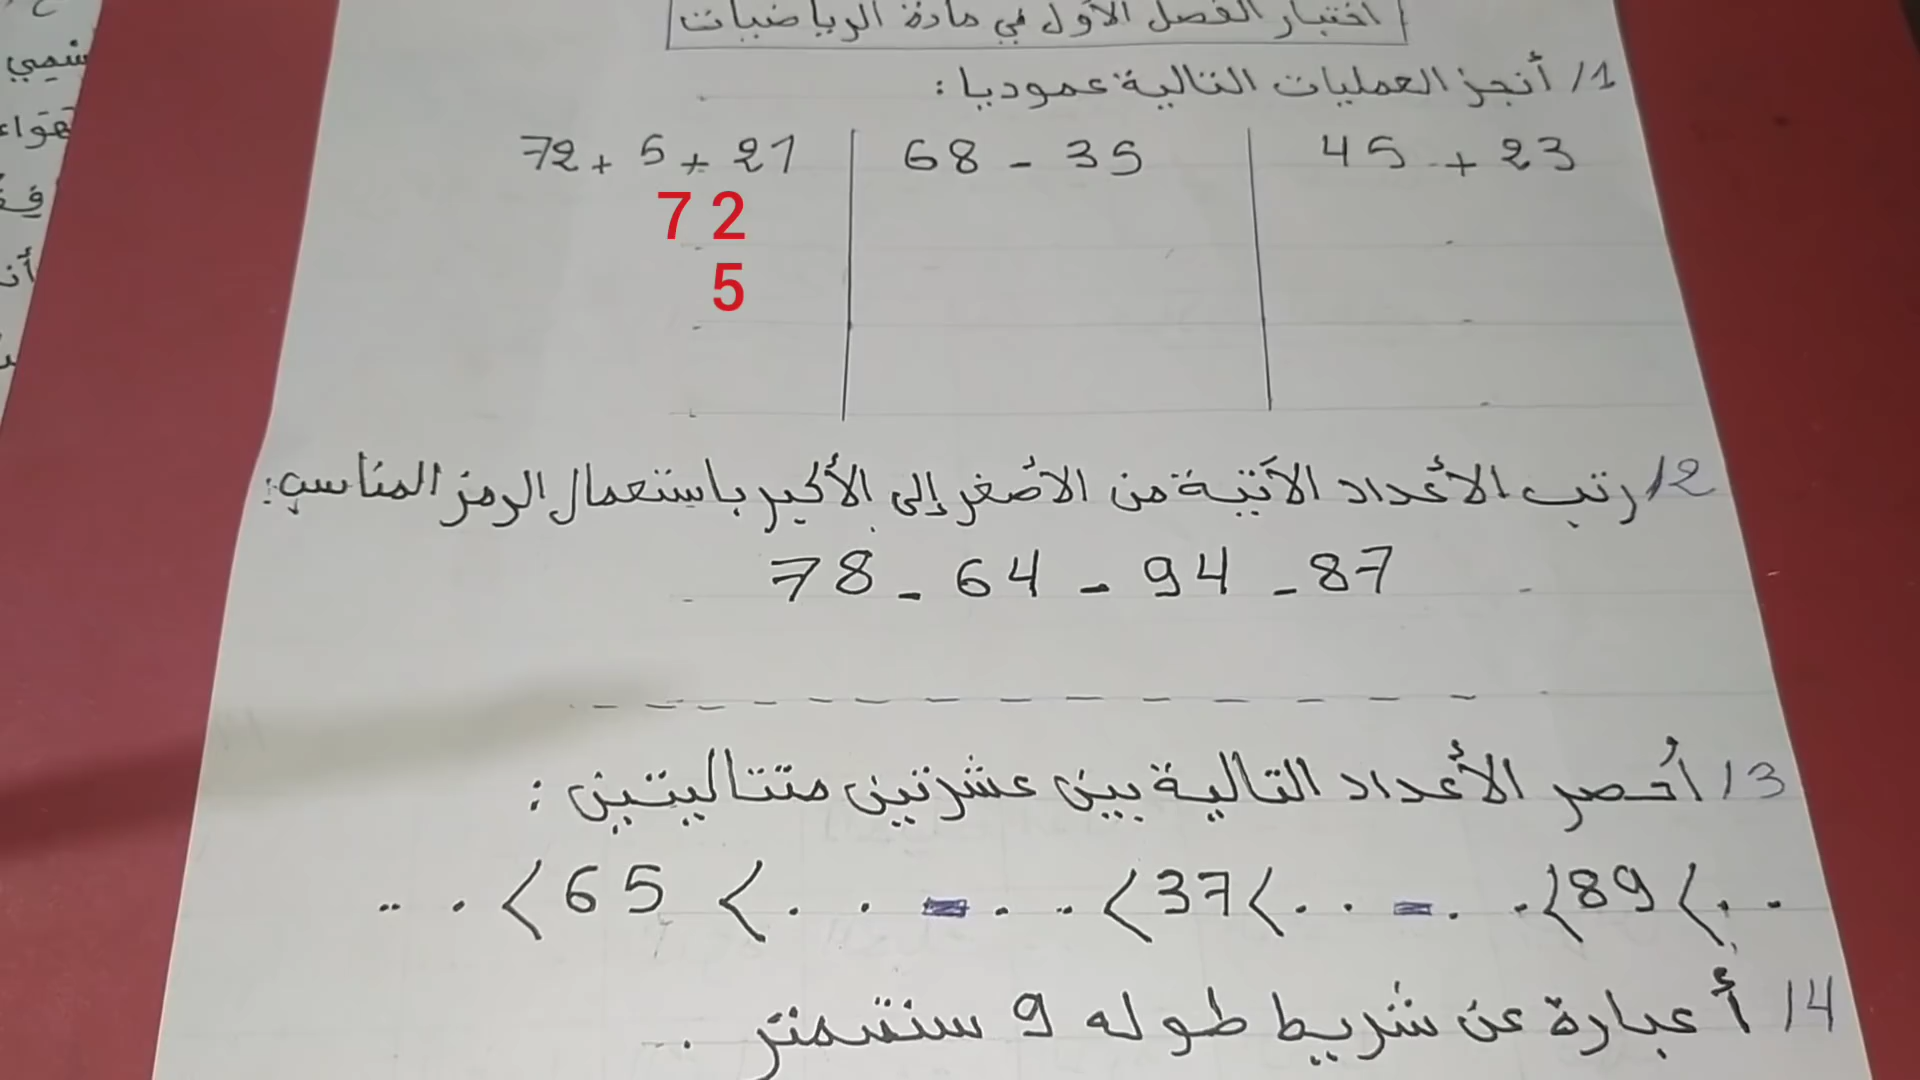 اختبار الفصل الأول في مادة الرياضيات
1/ أنجز العمليات التالية عموديا :
72 + 5 + 21
68 - 35
45 + 23
7 2
5
2/ رتب الأعداد الآتية من الأصغر إلى الأكبر باستعمال الرمز المناسب :
78 - 64 - 94 - 87
3/ أحصر الأعداد التالية بين عشرتين متتاليتين :
... < 65 < .. - ... < 37 < .. - .. < 89 < ..
4/ أ عبارة عن شريط طوله 9 سنتمتر .